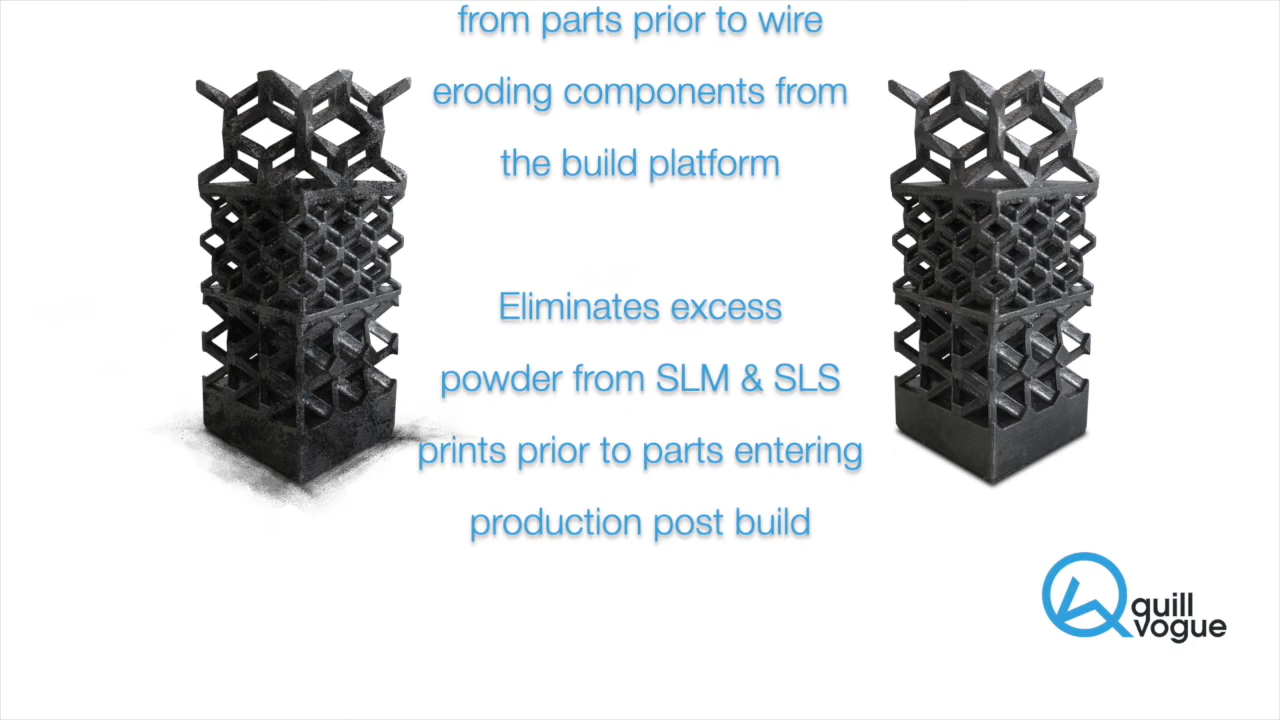 from parts prior to wire
eroding components from
the build platform
Eliminates excess
powder from SLM & SLS
prints prior to parts entering
production post build
quill
vogue